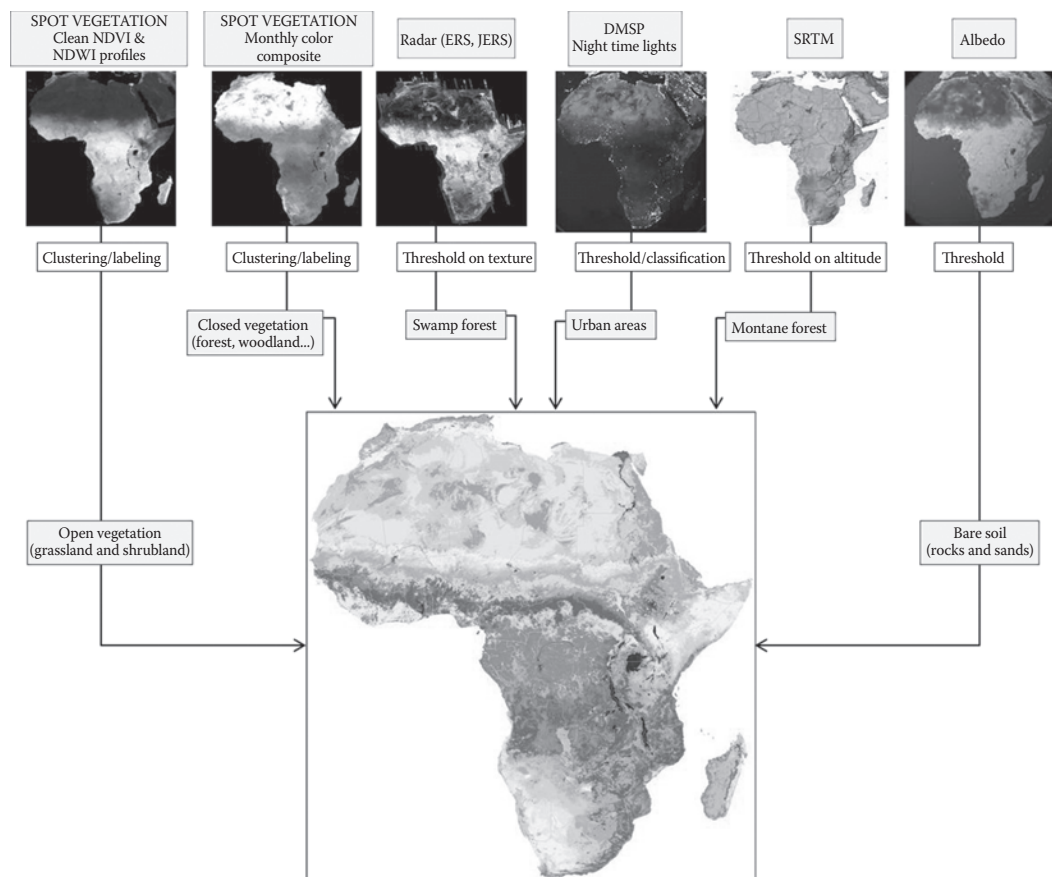 SPOT VEGETATION
Clean NDVI &
NDWI profiles
SPOT VEGETATION
Monthly color
composite
Radar (ERS, JERS)
DMSP
Night time lights
SRTM
Albedo
Clustering/labeling
Clustering/labeling
Threshold on texture
Threshold/classification
Threshold on altitude
Threshold
Closed vegetation
(forest, woodland...)
Swamp forest
Urban areas
Montane forest
Open vegetation
(grassland and shrubland)
Bare soil
(rocks and sands)